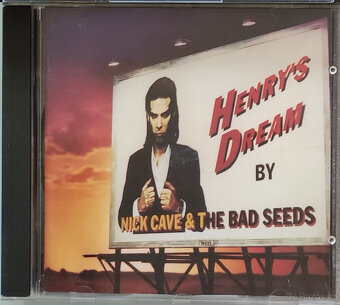 HENRY'S
DREAM
BY
NICK CAVE & THE BAD SEEDS